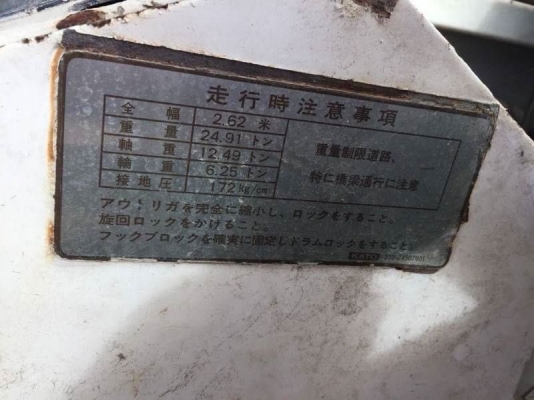 走行時注意事項
全幅 2.62 米
重量 24.91 トン
軸重 12.49 トン
輪重 6.25 トン
接地圧 172 kg/cm
重量制限道路、
特に橋梁通行に注意
アウトリガを完全に縮小し、ロックをすること。
旋回ロックをかけること。
フックブロックを確実に固定しドラムロックをすること。
KATO